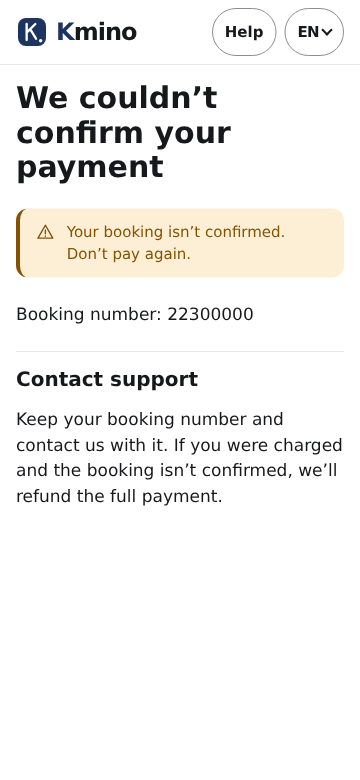 Kmino
Help
EN
We couldn’t
confirm your
payment
Your booking isn’t confirmed.
Don’t pay again.
Booking number: 22300000
Contact support
Keep your booking number and
contact us with it. If you were charged
and the booking isn’t confirmed, we’ll
refund the full payment.